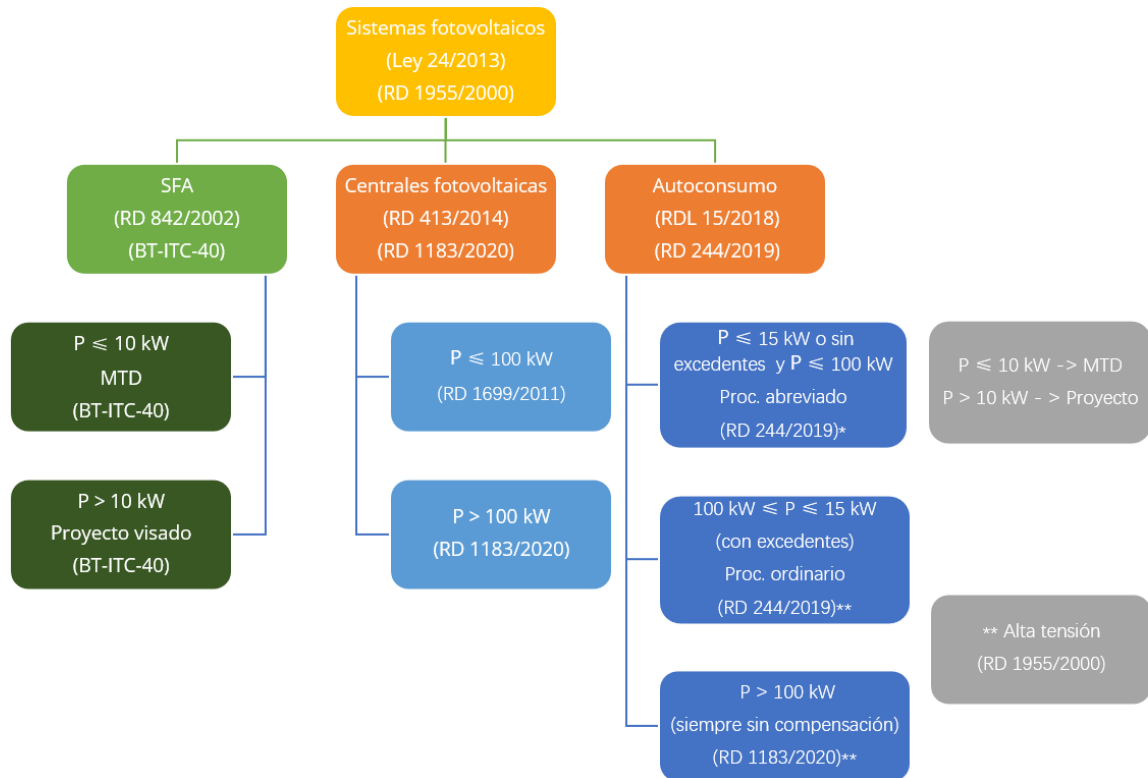 Sistemas fotovoltaicos
(Ley 24/2013)
(RD 1955/2000)
SFA
(RD 842/2002)
(BT-ITC-40)
Centrales fotovoltaicas
(RD 413/2014)
RD 1183/2020)
Autoconsumo
(RDL 15/2018)
(RD 244/2019)
P ≤ 10 kW
MTD
(BT-ITC-40)
P > 10 kW
Proyecto visado
(BT-ITC-40)
P ≤ 100 kW
(RD 1699/2011)
P > 100 kW
(RD 1183/2020)
P ≤ 15 kW o sin
excedentes y P ≤ 100 kW
Proc. abreviado
(RD 244/2019)*
100 kW ≤ P ≤ 15 kW
(con excedentes)
Proc. ordinario
(RD 244/2019)**
P > 100 kW
(siempre sin compensación)
(RD 1183/2020)**
P ≤ 10 kW -> MTD
P > 10 kW - > Proyecto
** Alta tensión
(RD 1955/2000)